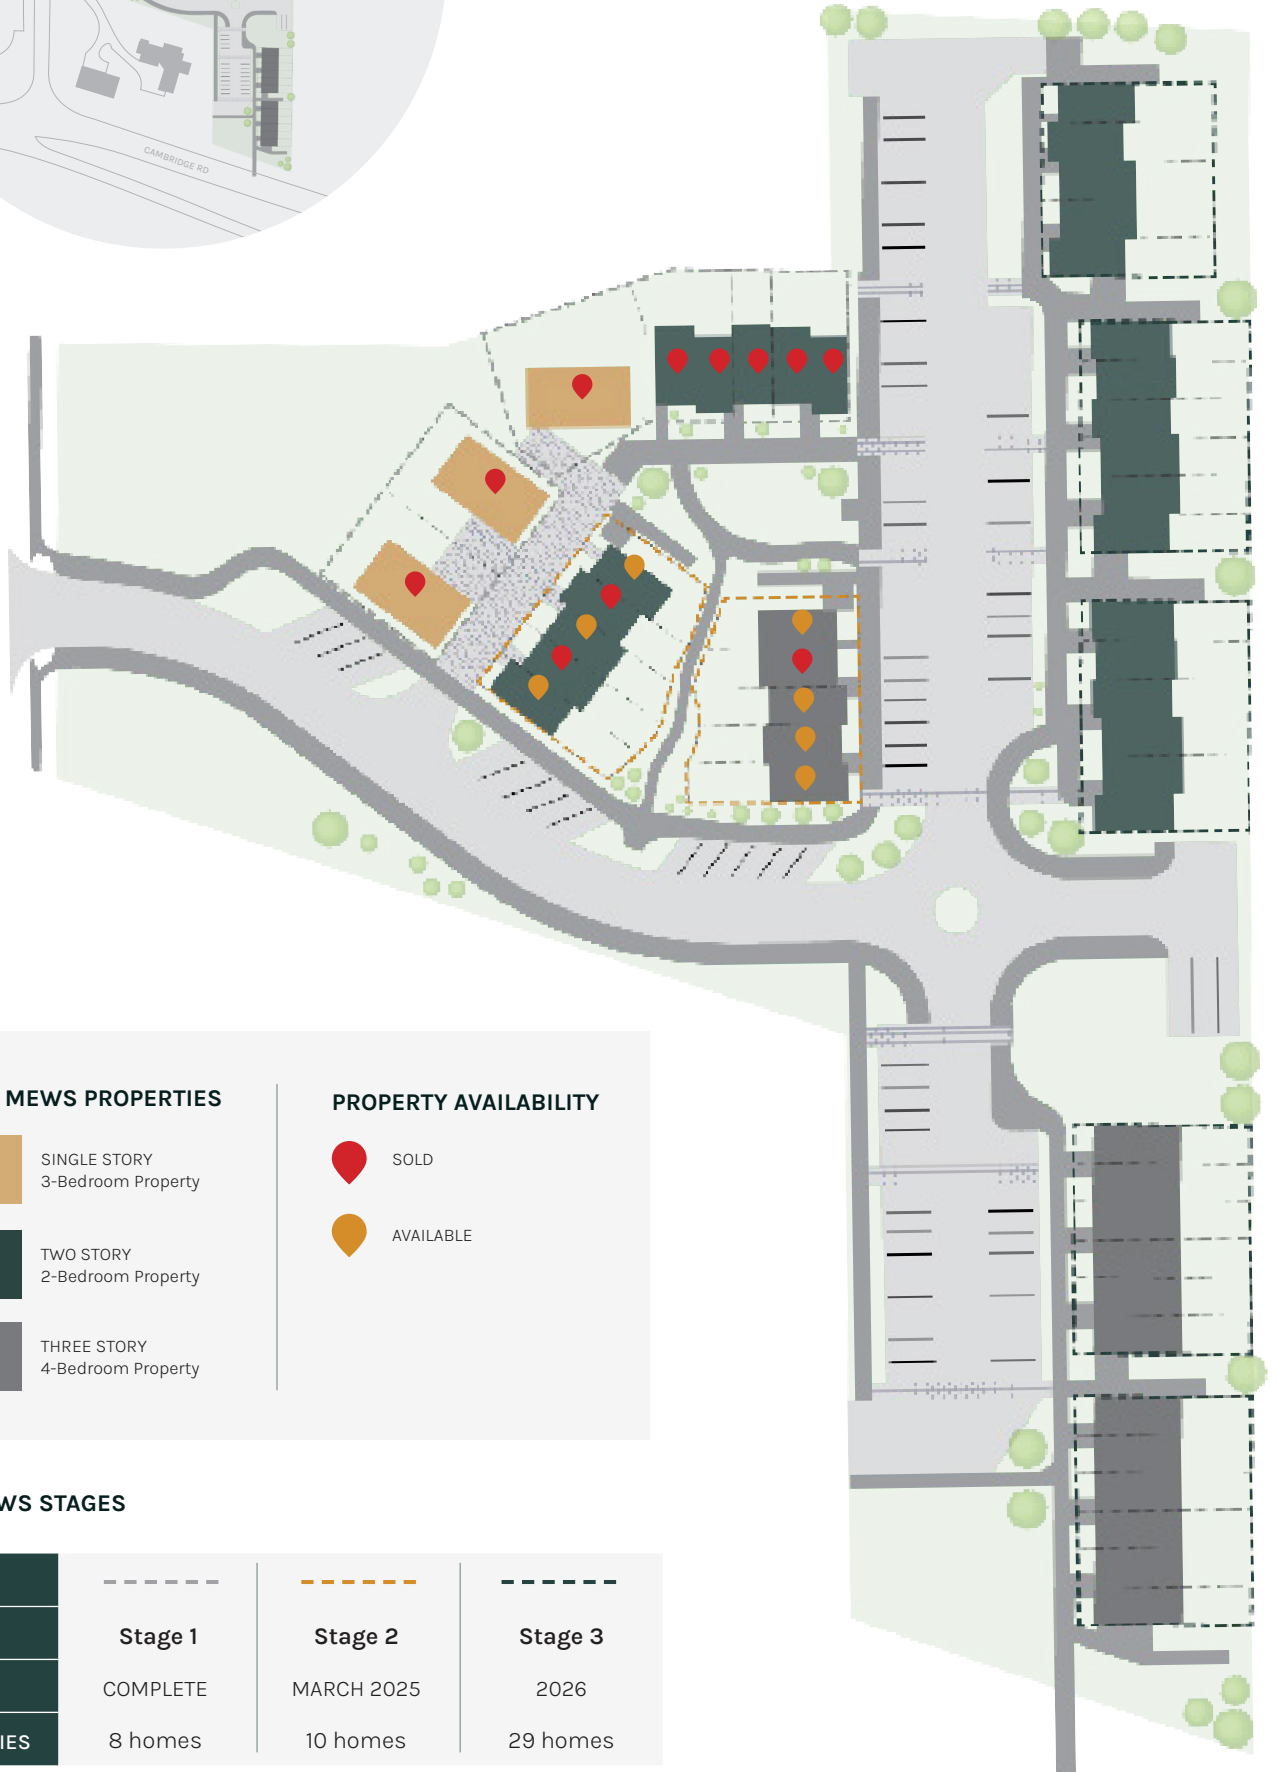 CAMBRIDGE RD
MEWS PROPERTIES
SINGLE STORY
3-Bedroom Property
TWO STORY
2-Bedroom Property
THREE STORY
4-Bedroom Property
PROPERTY AVAILABILITY
SOLD
AVAILABLE
WS STAGES
Stage 1 Stage 2 Stage 3
COMPLETE MARCH 2025 2026
IES 8 homes 10 homes 29 homes